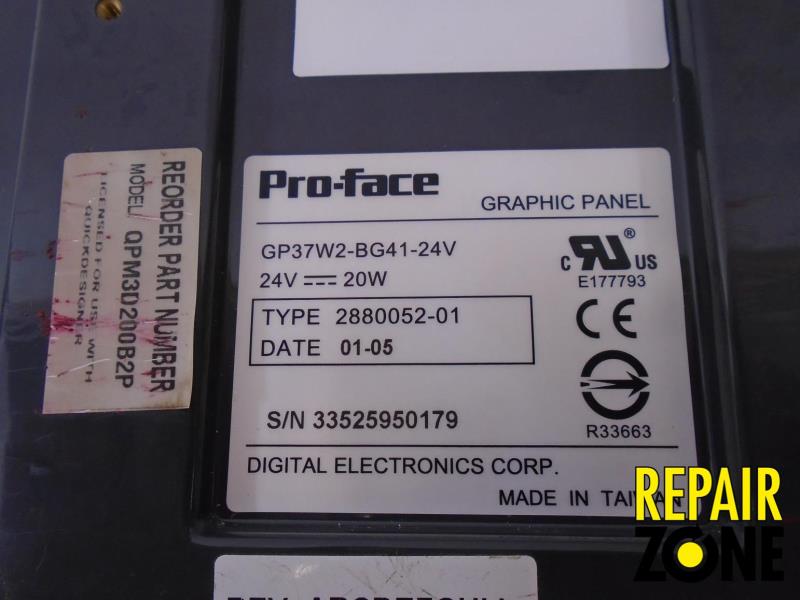 REORDER PART NUMBER
MODEL/ QPM3D200B2P
LICENSED FOR USE WITH
QUICKDESIGNER
Pro-face
GRAPHIC PANEL
GP37W2-BG41-24V
24V 20W
TYPE 2880052-01
DATE 01-05
C RU US
E177793
CE
R33663
S/N 33525950179
DIGITAL ELECTRONICS CORP.
MADE IN TAIWAN
REPAIR
ZONE